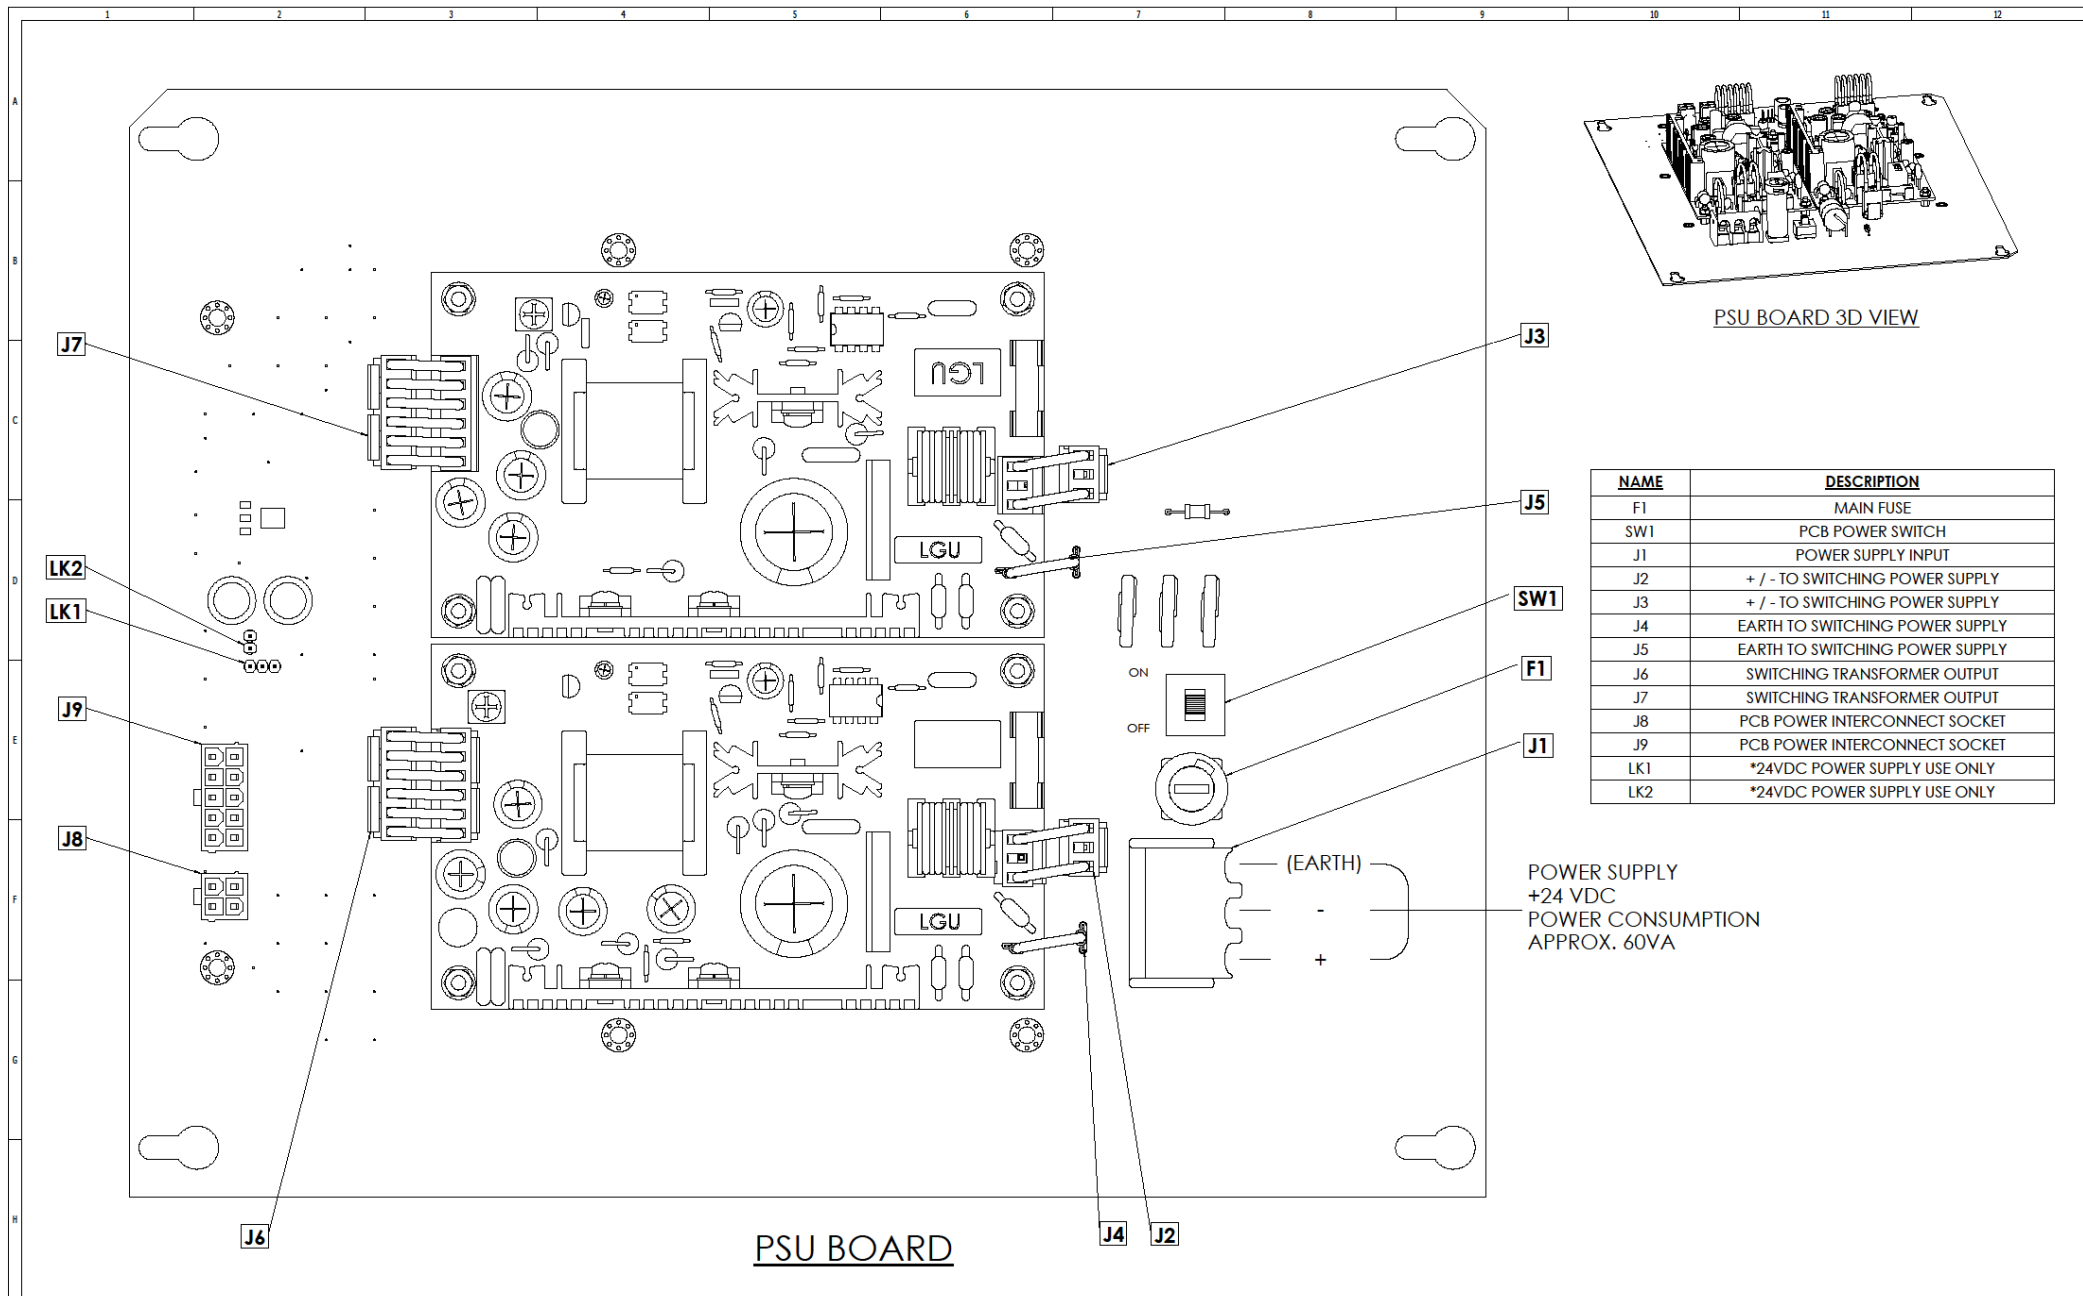 1 2 3 4 5 6 7 8 9 10 11 12
A
B
C
D
E
F
G
H
PSU BOARD 3D VIEW
J7
J3
LGU
J5
LGU
LK2
LK1
SW1
ON
OFF
F1
J9
J1
J8
LGU
(EARTH)
-
+
POWER SUPPLY
+24 VDC
POWER CONSUMPTION
APPROX. 60VA
J6
J4
J2
PSU BOARD
NAME DESCRIPTION
F1 MAIN FUSE
SW1 PCB POWER SWITCH
J1 POWER SUPPLY INPUT
J2 + / - TO SWITCHING POWER SUPPLY
J3 + / - TO SWITCHING POWER SUPPLY
J4 EARTH TO SWITCHING POWER SUPPLY
J5 EARTH TO SWITCHING POWER SUPPLY
J6 SWITCHING TRANSFORMER OUTPUT
J7 SWITCHING TRANSFORMER OUTPUT
J8 PCB POWER INTERCONNECT SOCKET
J9 PCB POWER INTERCONNECT SOCKET
LK1 *24VDC POWER SUPPLY USE ONLY
LK2 *24VDC POWER SUPPLY USE ONLY